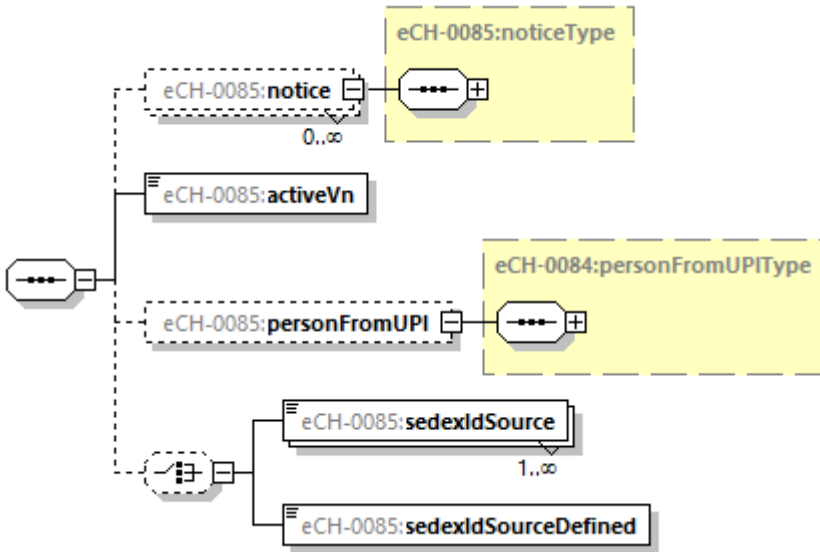 eCH-0085:noticeType
eCH-0085:notice
0..∞
eCH-0085:activeVn
eCH-0084:personFromUPIType
eCH-0085:personFromUPI
eCH-0085:sedexIdSource
1..∞
eCH-0085:sedexIdSourceDefined